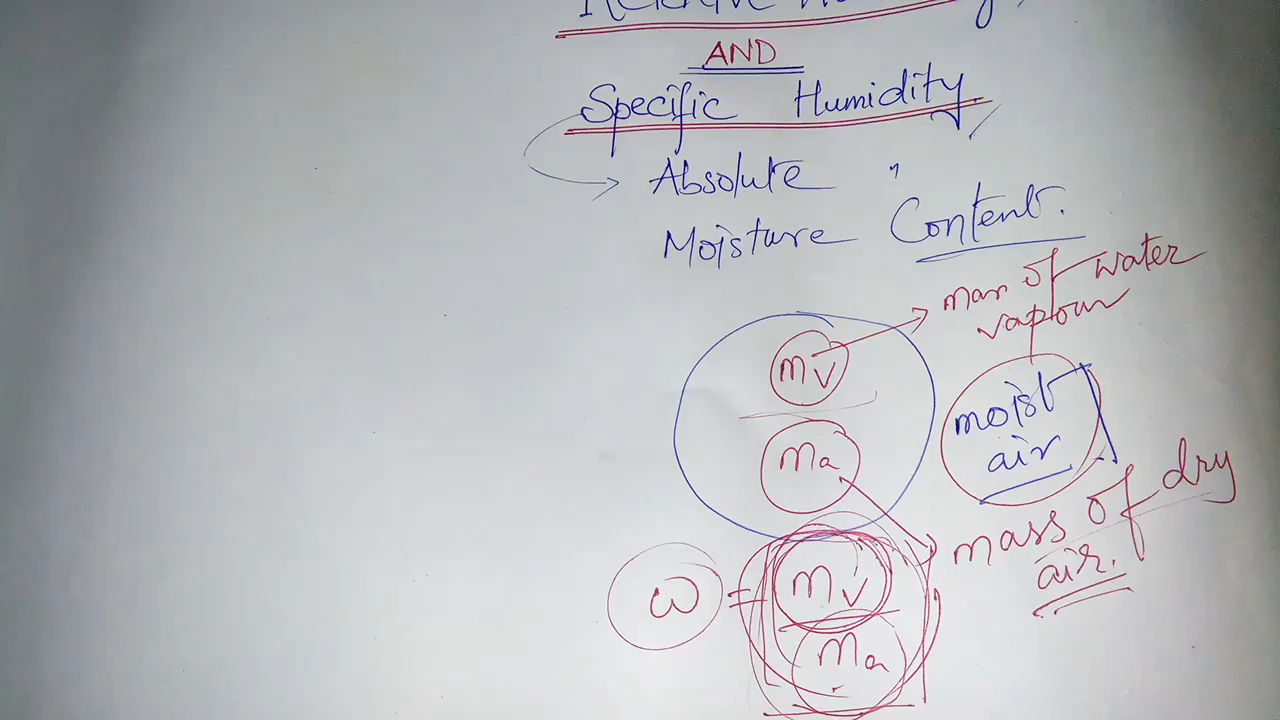 AND
Specific Humidity
Absolute "
Moisture Content.
mass of water
vapour
mv
ma
moist
air
mass of dry
air.
ω = mv
ma